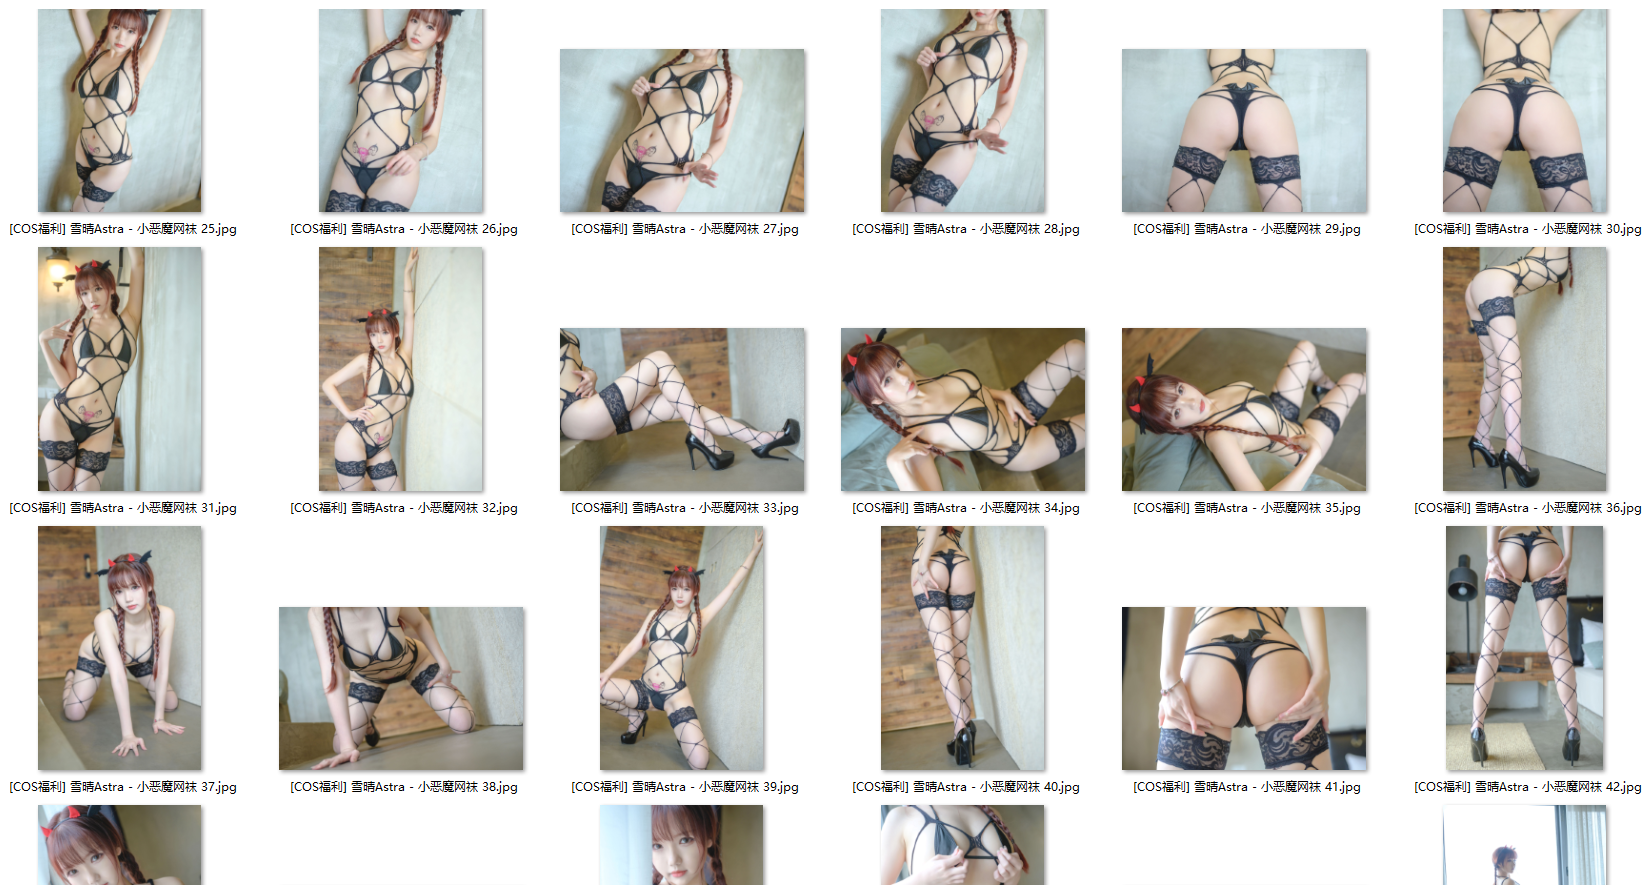 [COS福利] 雪晴Astra - 小恶魔网袜 25.jpg
[COS福利] 雪晴Astra - 小恶魔网袜 26.jpg
[COS福利] 雪晴Astra - 小恶魔网袜 27.jpg
[COS福利] 雪晴Astra - 小恶魔网袜 28.jpg
[COS福利] 雪晴Astra - 小恶魔网袜 29.jpg
[COS福利] 雪晴Astra - 小恶魔网袜 30.jpg
[COS福利] 雪晴Astra - 小恶魔网袜 31.jpg
[COS福利] 雪晴Astra - 小恶魔网袜 32.jpg
[COS福利] 雪晴Astra - 小恶魔网袜 33.jpg
[COS福利] 雪晴Astra - 小恶魔网袜 34.jpg
[COS福利] 雪晴Astra - 小恶魔网袜 35.jpg
[COS福利] 雪晴Astra - 小恶魔网袜 36.jpg
[COS福利] 雪晴Astra - 小恶魔网袜 37.jpg
[COS福利] 雪晴Astra - 小恶魔网袜 38.jpg
[COS福利] 雪晴Astra - 小恶魔网袜 39.jpg
[COS福利] 雪晴Astra - 小恶魔网袜 40.jpg
[COS福利] 雪晴Astra - 小恶魔网袜 41.jpg
[COS福利] 雪晴Astra - 小恶魔网袜 42.jpg